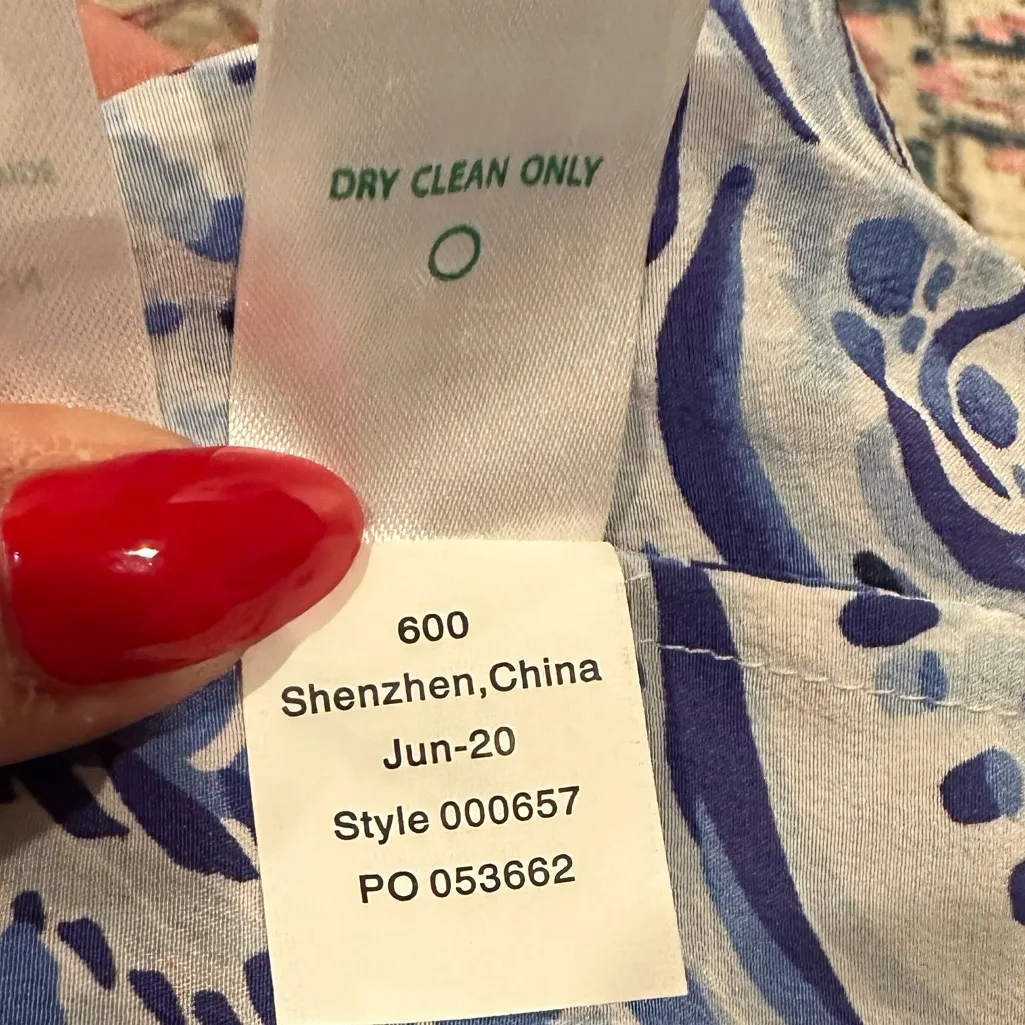 DRY CLEAN ONLY
600
Shenzhen,China
Jun-20
Style 000657
PO 053662